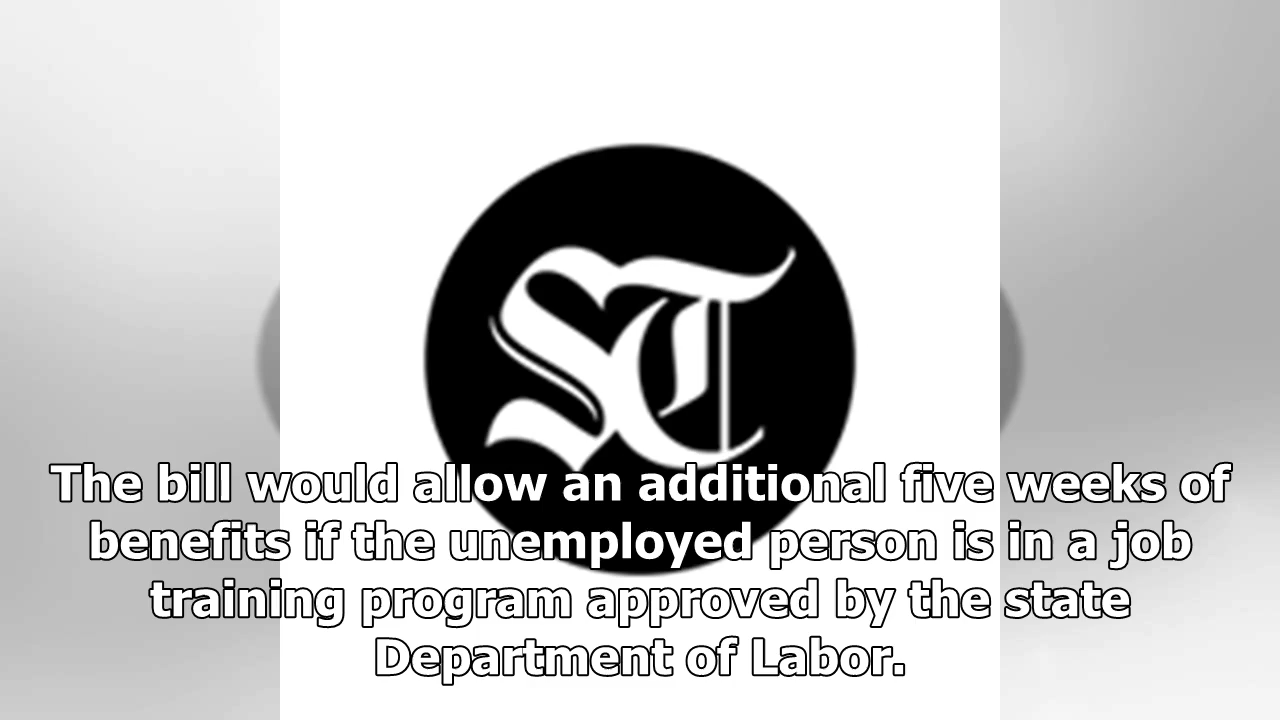 ST
The bill would allow an additional five weeks of
benefits if the unemployed person is in a job
training program approved by the state
Department of Labor.